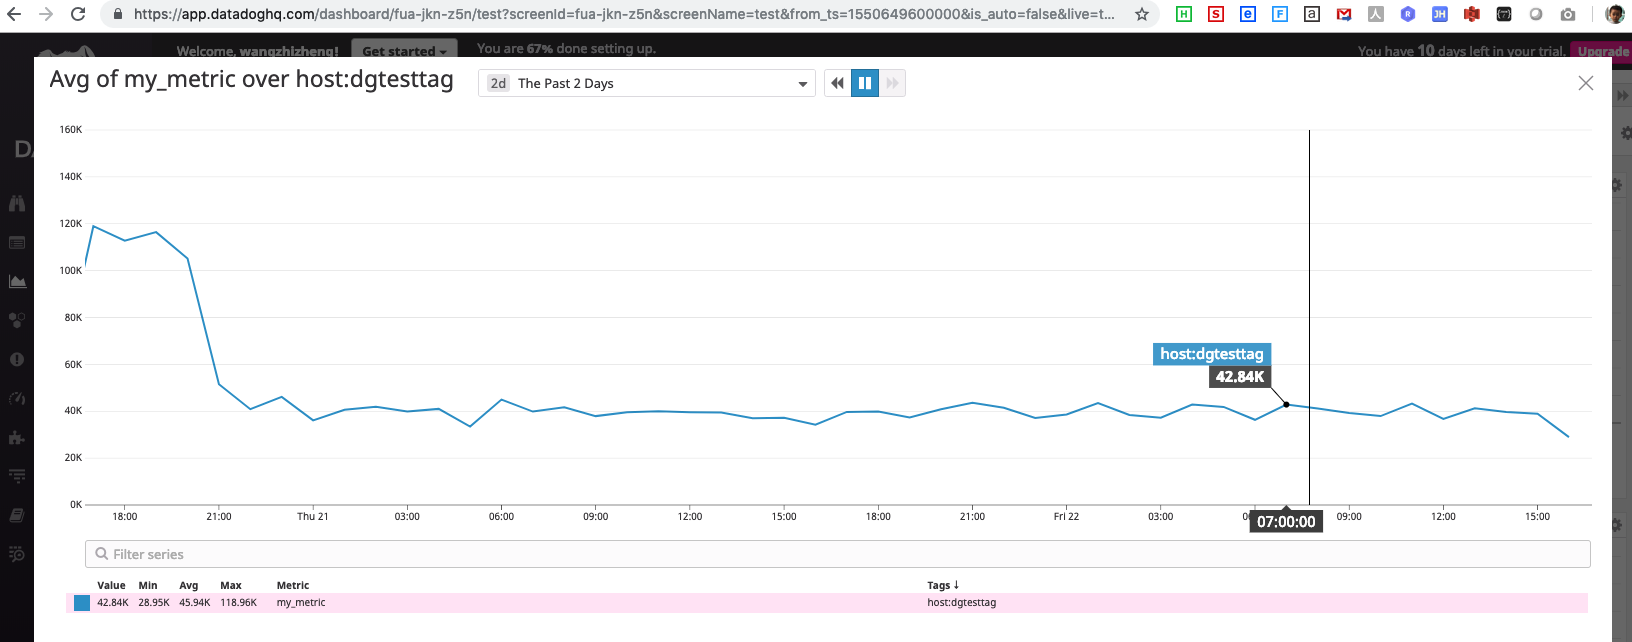 https://app.datadoghq.com/dashboard/fua-jkn-z5n/test?screenId=fua-jkn-z5n&screenName=test&from_ts=1550649600000&is_auto=false&live=t...
H S e F a R JH
Welcome, wangzhizheng! Get started You are 67% done setting up. You have 10 days left in your trial. Upgrade
Avg of my_metric over host:dgtesttag 2d The Past 2 Days
160K
140K
120K
100K
80K
60K
40K
20K
0K
host:dgtesttag
42.84K
18:00 21:00 Thu 21 03:00 06:00 09:00 12:00 15:00 18:00 21:00 Fri 22 03:00 07:00:00 09:00 12:00 15:00
Filter series
Value Min Avg Max Metric Tags ↓
42.84K 28.95K 45.94K 118.96K my_metric host:dgtesttag